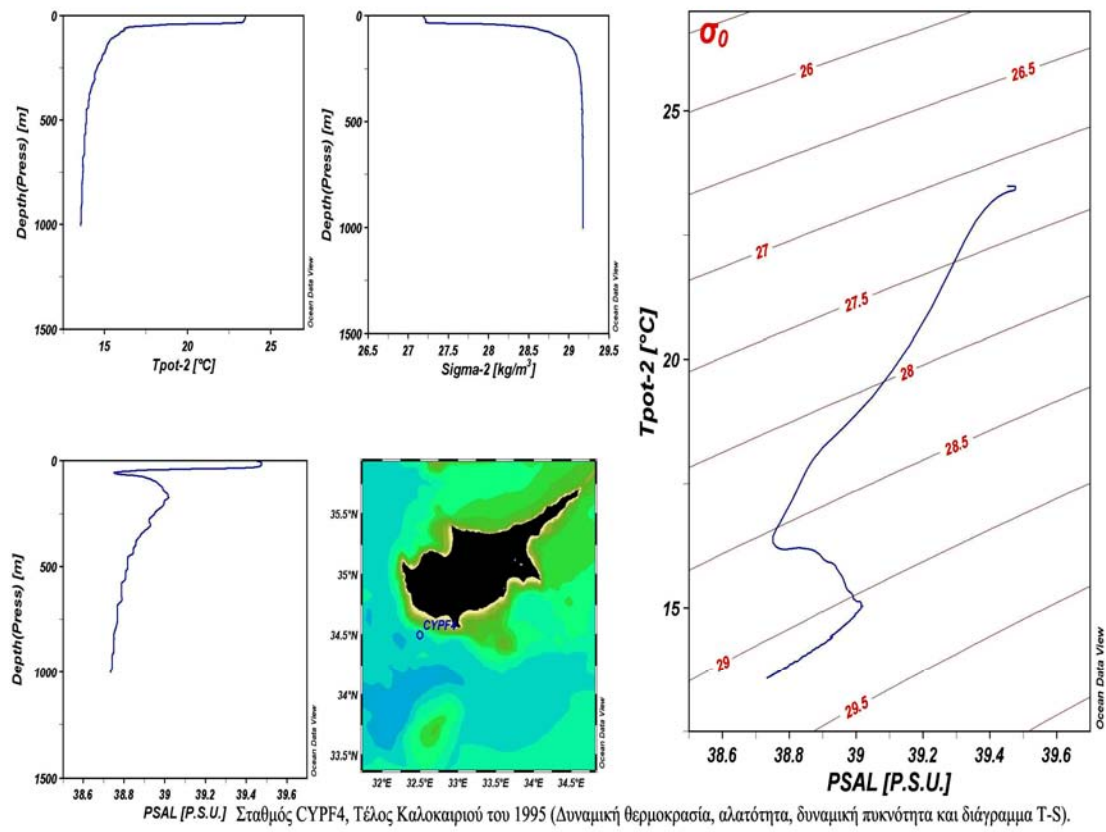 0
500
1000
1500
Depth(Press) [m]
15
20
25
Tpot-2 [ºC]
Ocean Data View
0
500
1000
1500
Depth(Press) [m]
26.5
27
27.5
28
28.5
29
29.5
Sigma-2 [kg/m³]
Ocean Data View
σ0
26
26.5
27
27.5
28
28.5
29
29.5
25
20
15
Tpot-2 [°C]
38.6
38.8
39
39.2
39.4
39.6
PSAL [P.S.U.]
Ocean Data View
0
500
1000
1500
Depth(Press) [m]
38.6
38.8
39
39.2
39.4
39.6
PSAL [P.S.U.]
Ocean Data View
35.5°N
35°N
34.5°N
34°N
33.5°N
CYPF4
32°E
32.5°E
33°E
33.5°E
34°E
34.5°E
Ocean Data View
Σταθμός CYPF4, Τέλος Καλοκαιριού του 1995 (Δυναμική θερμοκρασία, αλατότητα, δυναμική πυκνότητα και διάγραμμα T-S).